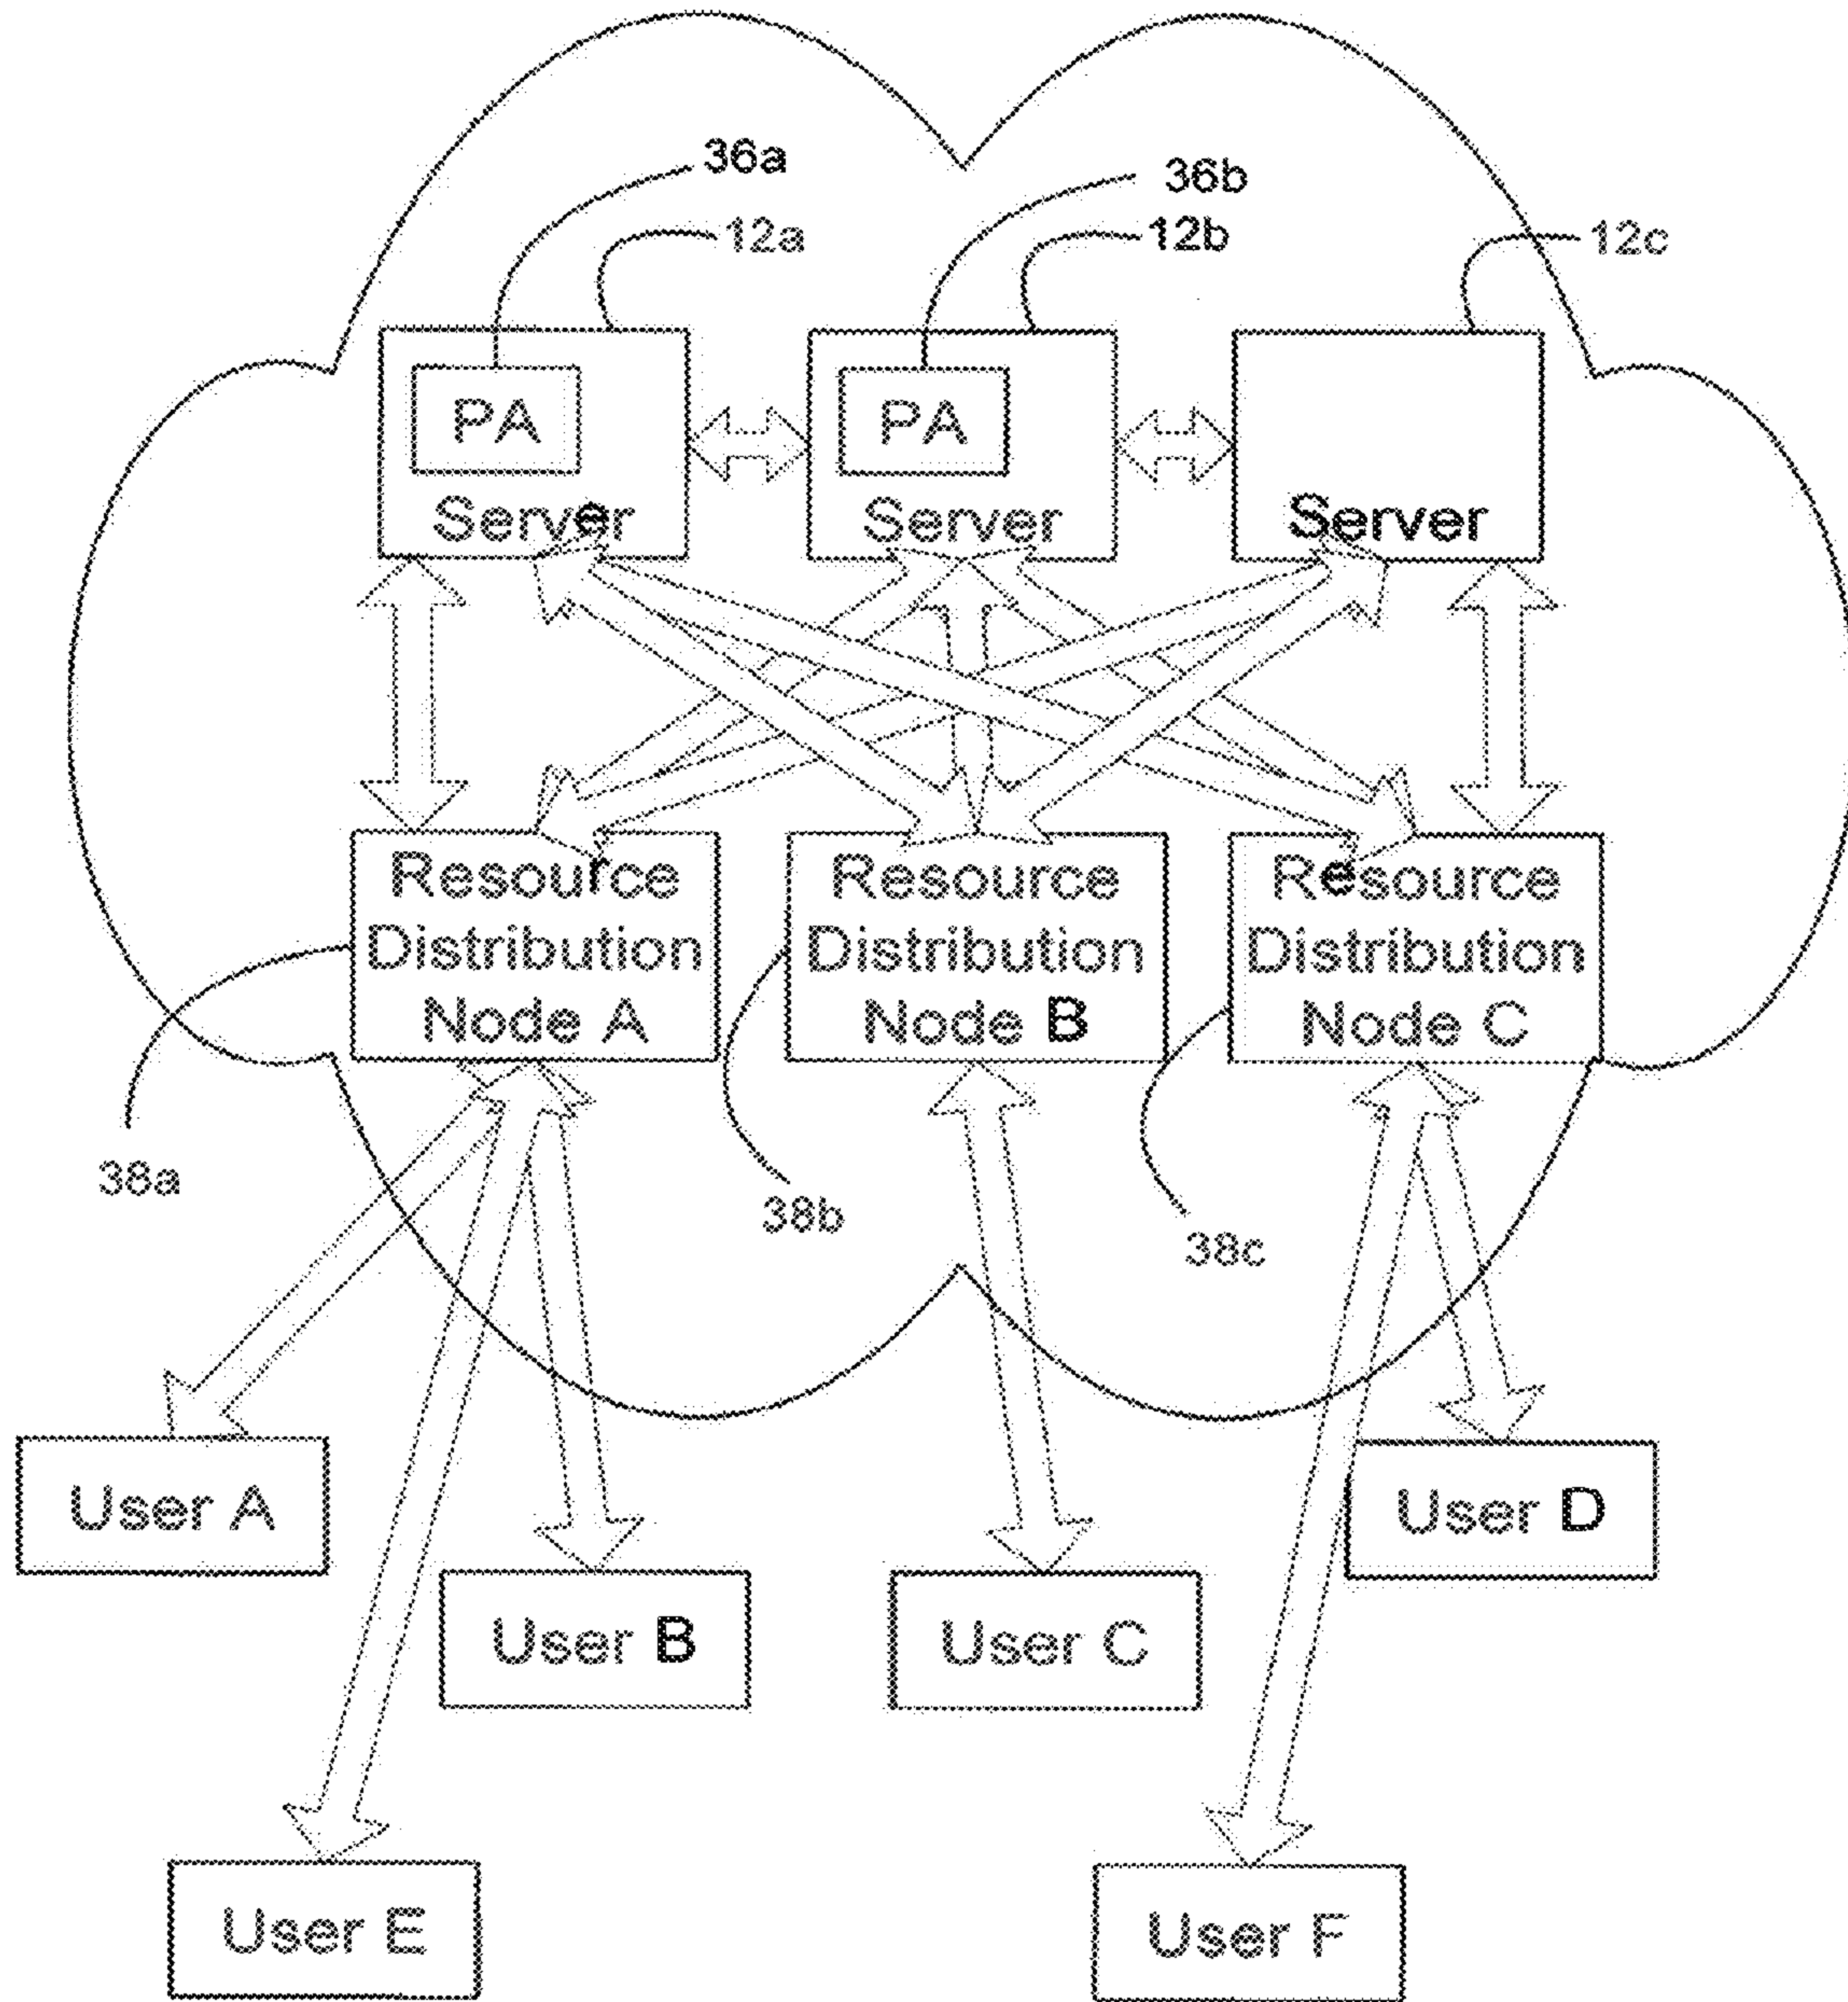 36a
36b
12a
12b
12c
PA
PA
Server
Server
Server
Resource
Distribution
Node A
Resource
Distribution
Node B
Resource
Distribution
Node C
38a
38b
38c
User A
User D
User B
User C
User E
User F